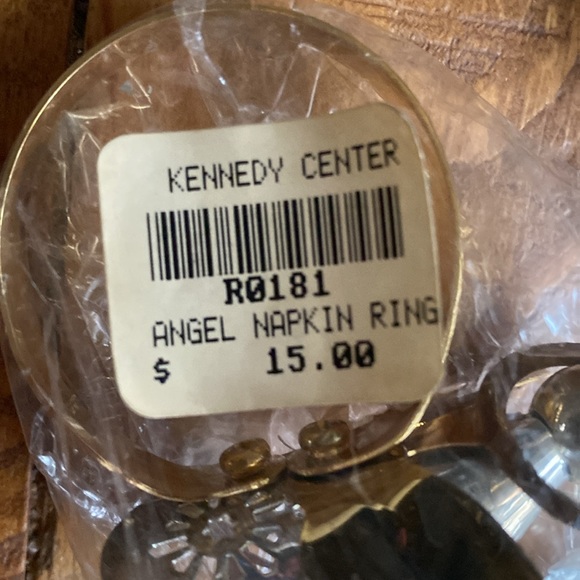 KENNEDY CENTER
R0181
ANGEL NAPKIN RING
$ 15.00